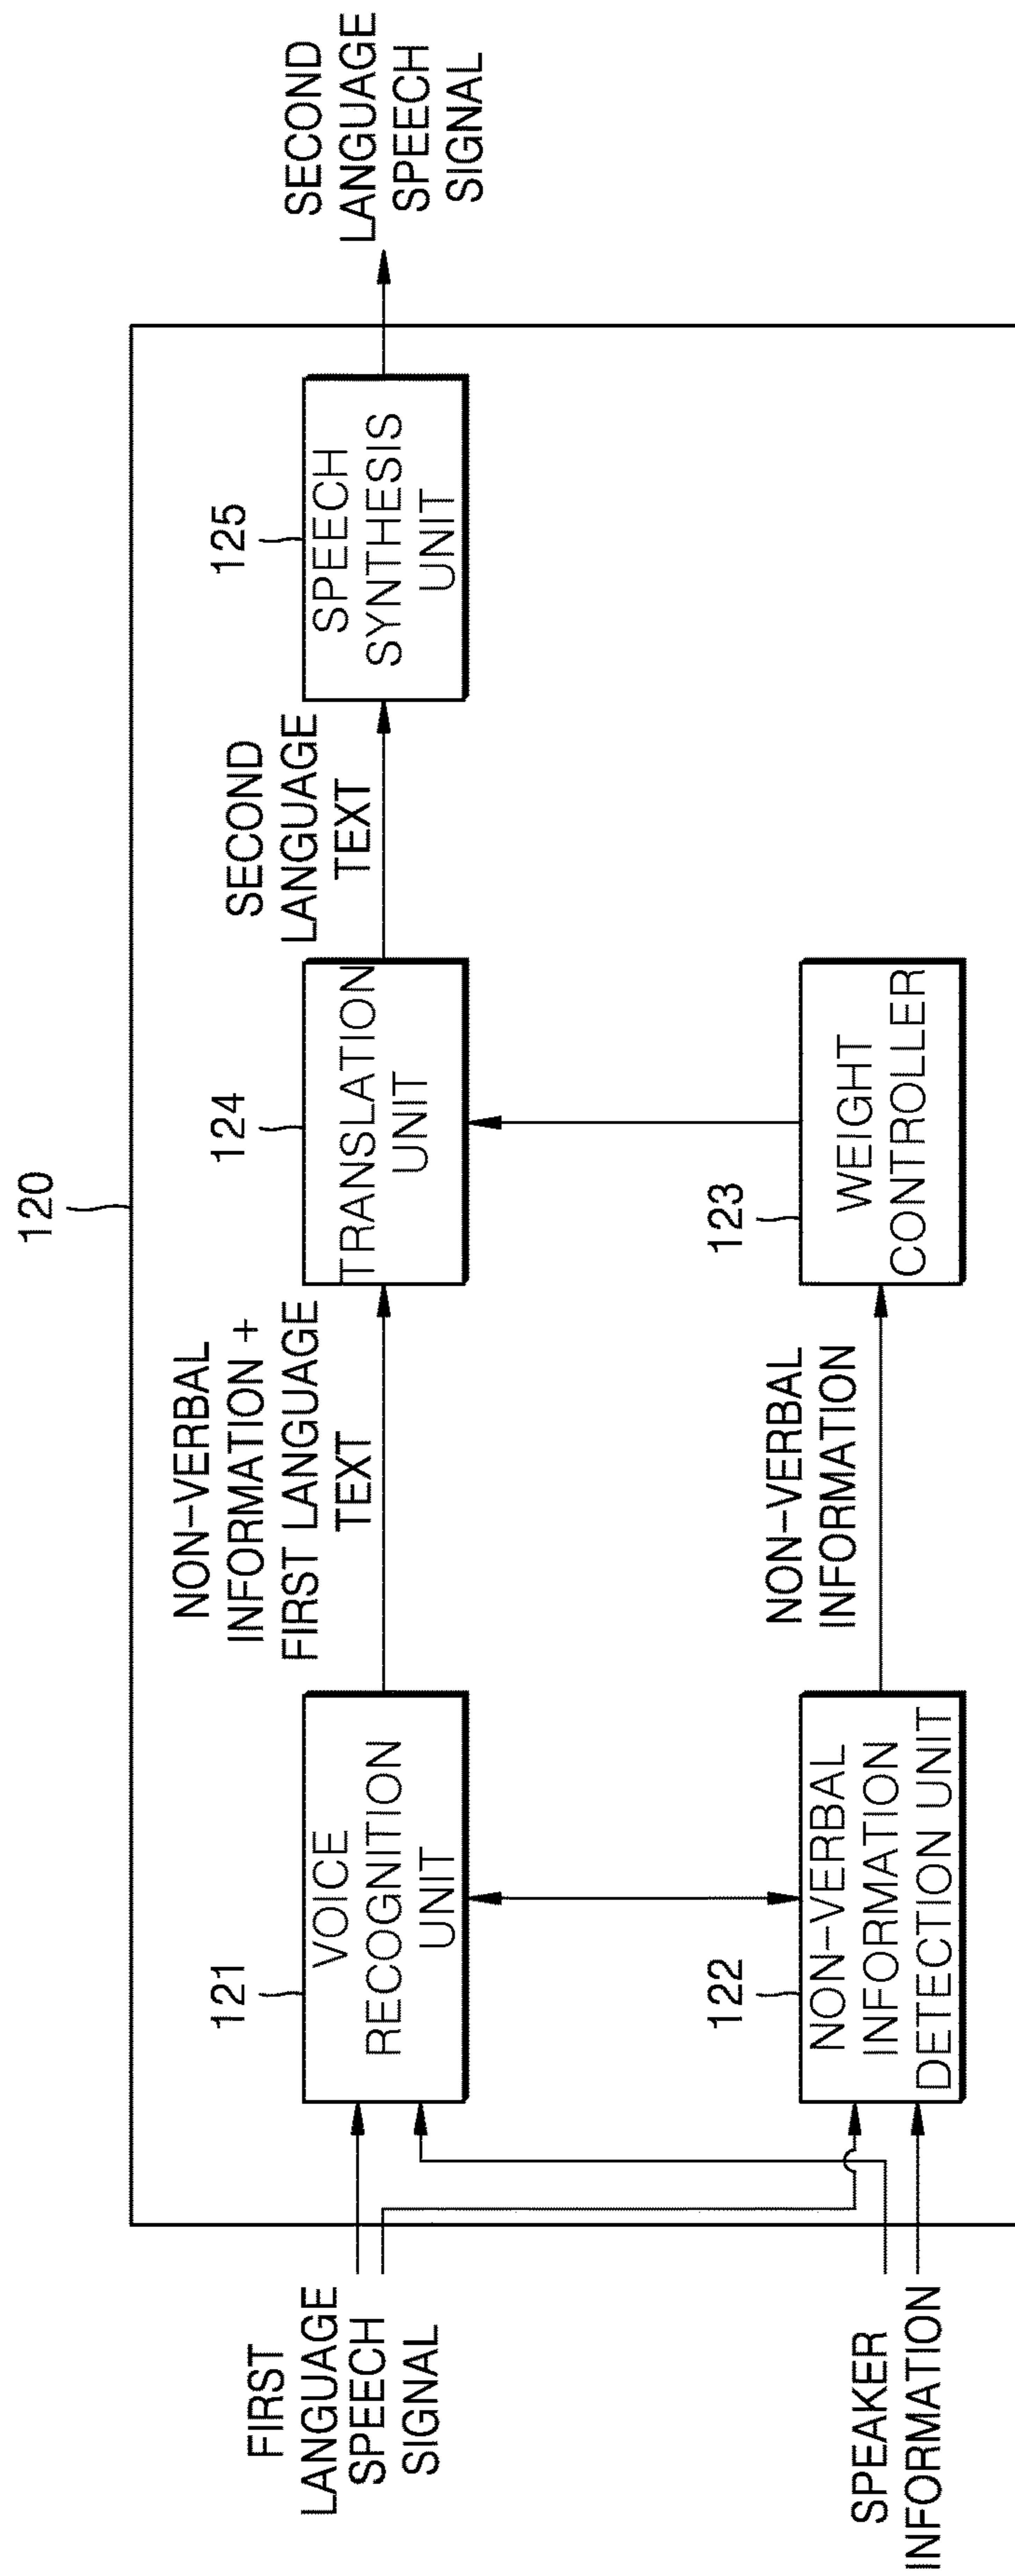 120
FIRST
LANGUAGE
SPEECH
SIGNAL
121
VOICE
RECOGNITION
UNIT
NON-VERBAL
INFORMATION +
FIRST LANGUAGE
TEXT
124
TRANSLATION
UNIT
SECOND
LANGUAGE
TEXT
125
SPEECH
SYNTHESIS
UNIT
SECOND
LANGUAGE
SPEECH
SIGNAL
SPEAKER
INFORMATION
122
NON-VERBAL
INFORMATION
DETECTION UNIT
NON-VERBAL
INFORMATION
123
WEIGHT
CONTROLLER